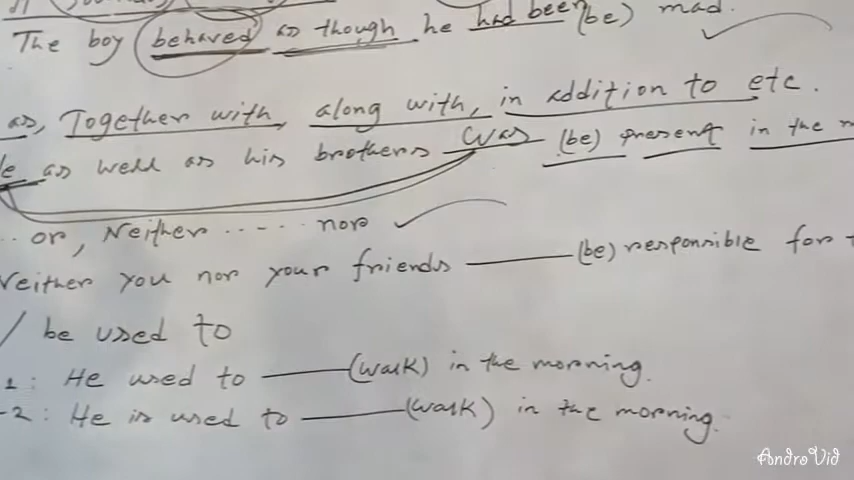 The boy behaved as though he had been (be) mad.
as, Together with, along with, in addition to etc.
as well as his brothers was (be) present in the
.. or, Neither ..... nor
Neither you nor your friends ______ (be) responsible for
/ be used to
1: He used to ______ (walk) in the morning.
-2: He is used to ______ (walk) in the morning.
AndroVid